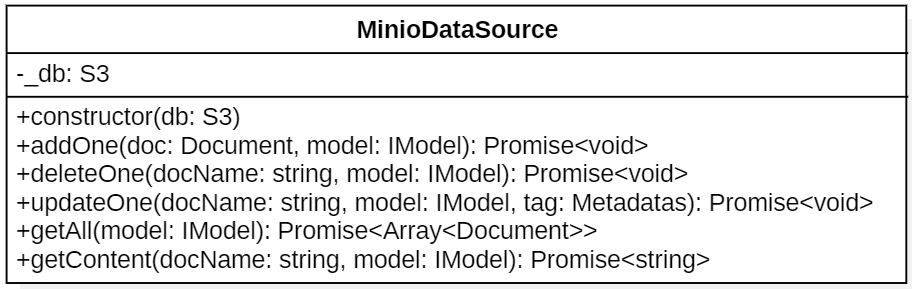 MinioDataSource
-_db: S3
+constructor(db: S3)
+addOne(doc: Document, model: IModel): Promise<void>
+deleteOne(docName: string, model: IModel): Promise<void>
+updateOne(docName: string, model: IModel, tag: Metadatas): Promise<void>
+getAll(model: IModel): Promise<Array<Document>>
+getContent(docName: string, model: IModel): Promise<string>